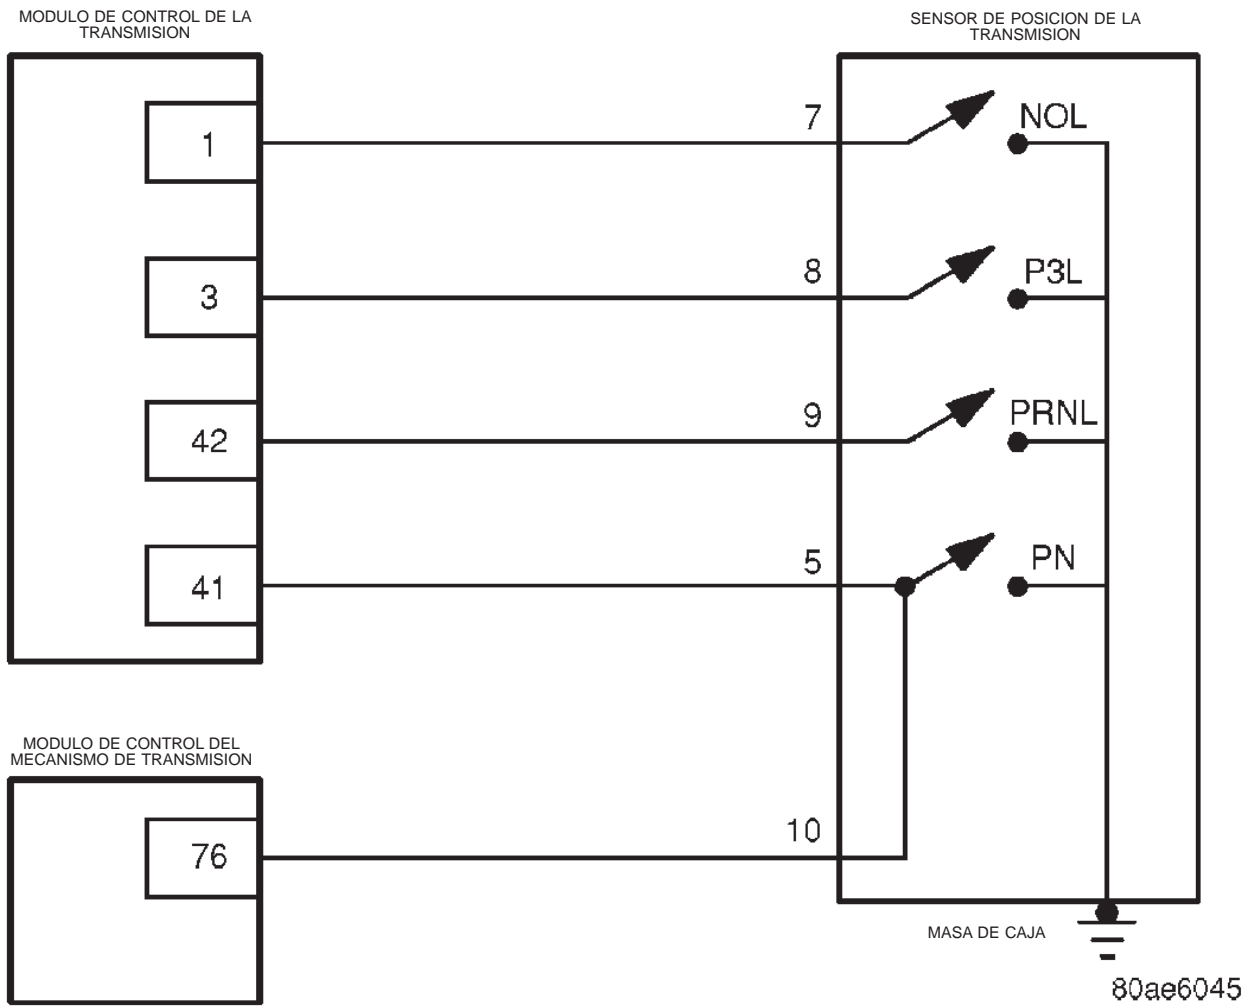 MODULO DE CONTROL DE LA
TRANSMISION
SENSOR DE POSICION DE LA
TRANSMISION
1
7
NOL
3
8
P3L
42
9
PRNL
41
5
PN
MODULO DE CONTROL DEL
MECANISMO DE TRANSMISION
76
10
MASA DE CAJA
80ae6045